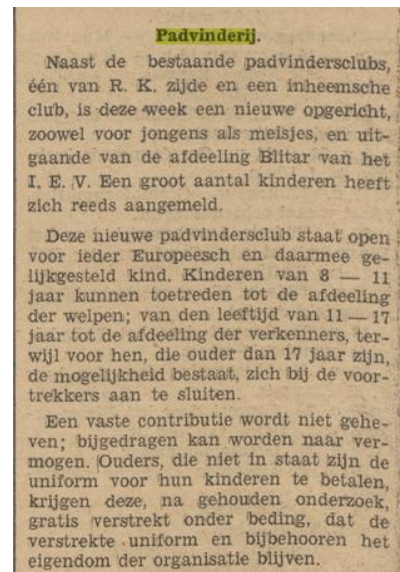 Padvinderij.
Naast de bestaande padvindersclubs,
één van R. K. zijde en een inheemsche
club, is deze week een nieuwe opgericht,
zoowel voor jongens als meisjes, en uit-
gaande van de afdeeling Blitar van het
I. E. V. Een groot aantal kinderen heeft
zich reeds aangemeld.
Deze nieuwe padvindersclub staat open
voor ieder Europeesch en daarmee ge-
lijkgesteld kind. Kinderen van 8 — 11
jaar kunnen toetreden tot de afdeeling
der welpen; van den leeftijd van 11 — 17
jaar tot de afdeeling der verkenners, ter-
wijl voor hen, die ouder dan 17 jaar zijn,
de mogelijkheid bestaat, zich bij de voor-
trekkers aan te sluiten.
Een vaste contributie wordt niet gehe-
ven; bijgedragen kan worden naar ver-
mogen. Ouders, die niet in staat zijn de
uniform voor hun kinderen te betalen,
krijgen deze, na gehouden onderzoek,
gratis verstrekt onder beding, dat de
verstrekte uniform en bijbehooren het
eigendom der organisatie blijven.